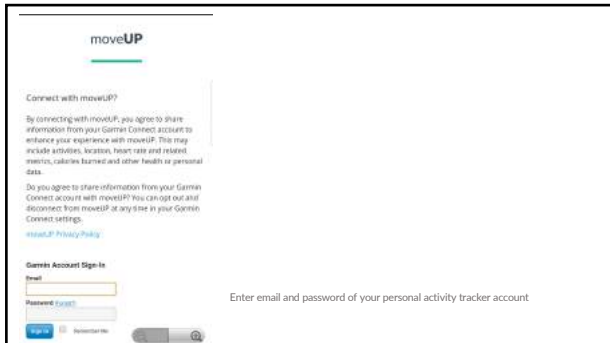 moveUP
Connect with moveUP?
By connecting with moveUP, you agree to share
information from your Garmin Connect account to
enhance your experience with moveUP. This may
include activities, location, heart rate and related
metrics, calories burned and other health or personal
data.
Do you agree to share information from your Garmin
Connect account with moveUP? You can opt out and
disconnect from moveUP at any time in your Garmin
Connect settings.
moveUP Privacy Policy
Garmin Account Sign-In
Email
Password (Forgot?)
Enter email and password of your personal activity tracker account
Sign In Remember Me